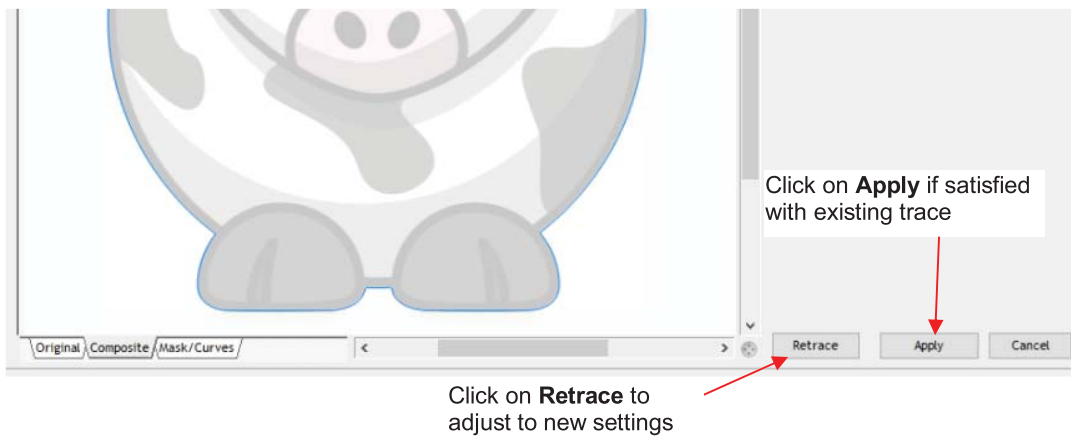 Click on Apply if satisfied
with existing trace
Original Composite Mask/Curves
Retrace Apply Cancel
Click on Retrace to
adjust to new settings